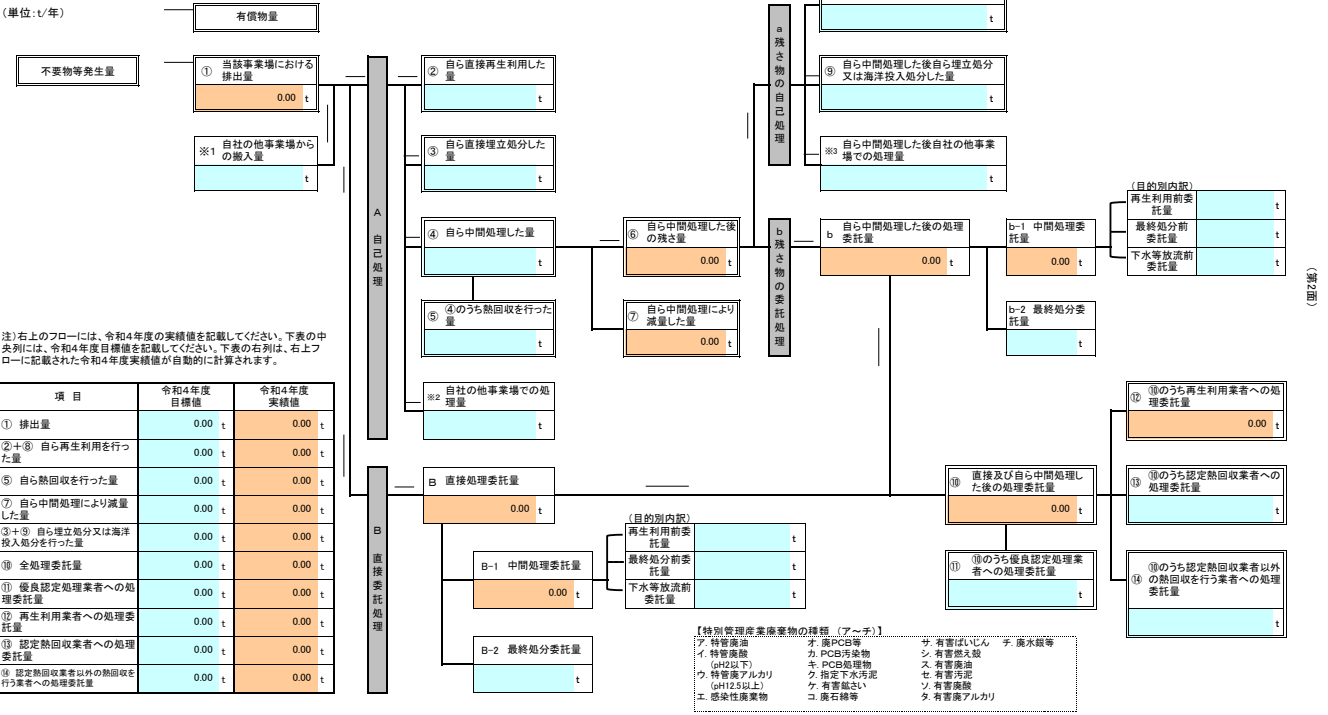 (単位:t/年)
有償物量
t
不要物等発生量
① 当該事業場における
排出量
0.00 t
※1 自社の他事業場から
の搬入量
t
A 自己処理
② 自ら直接再生利用した
量
t
③ 自ら直接埋立処分した
量
t
④ 自ら中間処理した量
t
⑤ ④のうち熱回収を行った
量
t
※2 自社の他事業場での処
理量
t
⑥ 自ら中間処理した後
の残さ量
0.00 t
⑦ 自ら中間処理により
減量した量
0.00 t
a 残さ物の自己処理
⑨ 自ら中間処理した後自ら埋立処分
又は海洋投入処分した量
t
※3 自ら中間処理した後自社の他事業
場での処理量
t
b 残さ物の委託処理
b 自ら中間処理した後の処理
委託量
0.00 t
b-1 中間処理委
託量
0.00 t
b-2 最終処分委
託量
t
(目的別内訳)
再生利用前委
託量
t
最終処分前
委託量
t
下水等放流前
委託量
t
(第2面)
注)右上のフローには、令和4年度の実績値を記載してください。下表の中
央列には、令和4年度目標値を記載してください。下表の右列は、右上フ
ローに記載された令和4年度実績値が自動的に計算されます。
項 目 令和4年度
目標値 令和4年度
実績値
① 排出量 0.00 t 0.00 t
②+⑧ 自ら再生利用を行っ
た量 0.00 t 0.00 t
⑤ 自ら熱回収を行った量 0.00 t 0.00 t
⑦ 自ら中間処理により減量
した量 0.00 t 0.00 t
③+⑨ 自ら埋立処分又は海洋
投入処分を行った量 0.00 t 0.00 t
⑩ 全処理委託量 0.00 t 0.00 t
⑪ 優良認定処理業者への処
理委託量 0.00 t 0.00 t
⑫ 再生利用業者への処理委
託量 0.00 t 0.00 t
⑬ 認定熱回収業者への処理
委託量 0.00 t 0.00 t
⑭ 認定熱回収業者以外の熱回収を
行う業者への処理委託量 0.00 t 0.00 t
B 直接委託処理
B 直接処理委託量
0.00 t
B-1 中間処理委託量
0.00 t
B-2 最終処分委託量
t
(目的別内訳)
再生利用前委
託量
t
最終処分前委
託量
t
下水等放流前
委託量
t
⑩ 直接及び自ら中間処理し
た後の処理委託量
0.00 t
⑪ ⑩のうち優良認定処理業
者への処理委託量
t
⑫ ⑩のうち再生利用業者への処
理委託量
0.00 t
⑬ ⑩のうち認定熱回収業者への
処理委託量
t
⑭ ⑩のうち認定熱回収業者以外
の熱回収を行う業者への処理
委託量
t
【特別管理産業廃棄物の種類 (ア~チ)】
ア. 特管廃油 オ. 廃PCB等 サ. 有害ばいじん チ. 廃水銀等
イ. 特管廃酸 カ. PCB汚染物 シ. 有害燃え殻
(pH2以下) キ. PCB処理物 ス. 有害廃油
ウ. 特管廃アルカリ ク. 指定下水汚泥 セ. 有害汚泥
(pH12.5以上) ケ. 有害鉱さい ソ. 有害廃酸
エ. 感染性廃棄物 コ. 廃石綿等 タ. 有害廃アルカリ